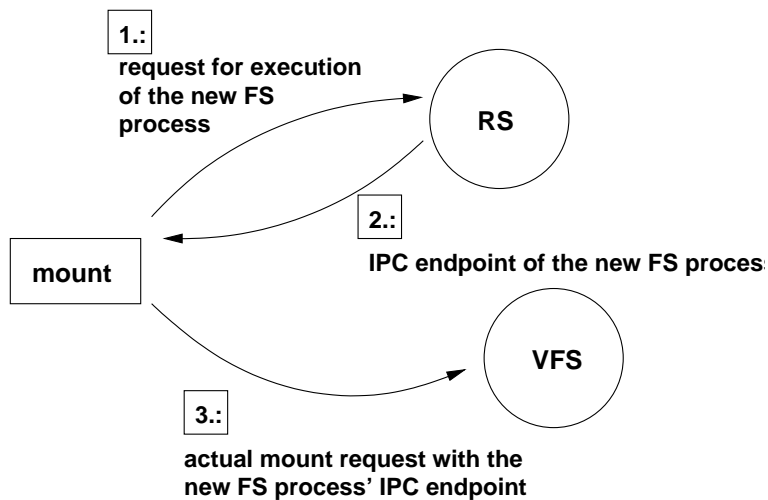 1.:
request for execution
of the new FS
process
RS
2.:
IPC endpoint of the new FS process
mount
VFS
3.:
actual mount request with the
new FS process' IPC endpoint